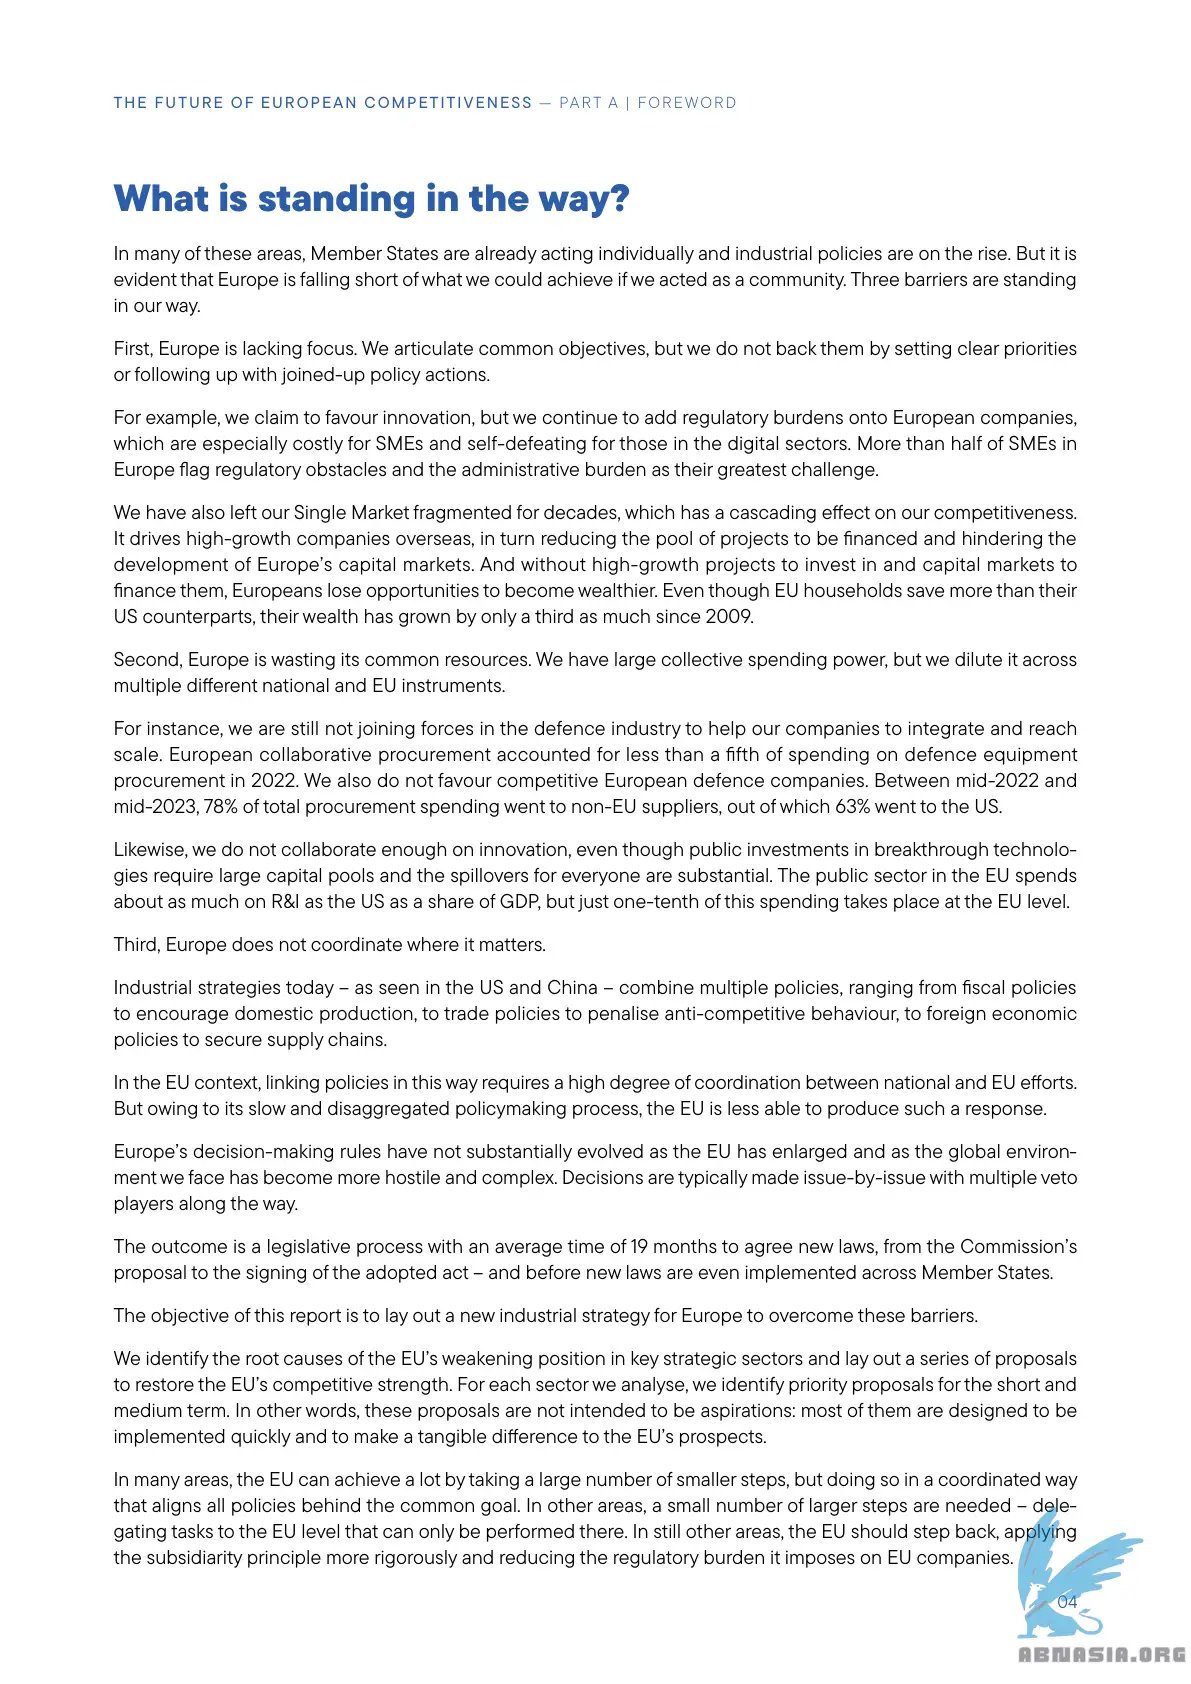 THE FUTURE OF EUROPEAN COMPETITIVENESS — PART A | FOREWORD
What is standing in the way?
In many of these areas, Member States are already acting individually and industrial policies are on the rise. But it is
evident that Europe is falling short of what we could achieve if we acted as a community. Three barriers are standing
in our way.
First, Europe is lacking focus. We articulate common objectives, but we do not back them by setting clear priorities
or following up with joined-up policy actions.
For example, we claim to favour innovation, but we continue to add regulatory burdens onto European companies,
which are especially costly for SMEs and self-defeating for those in the digital sectors. More than half of SMEs in
Europe flag regulatory obstacles and the administrative burden as their greatest challenge.
We have also left our Single Market fragmented for decades, which has a cascading effect on our competitiveness.
It drives high-growth companies overseas, in turn reducing the pool of projects to be financed and hindering the
development of Europe’s capital markets. And without high-growth projects to invest in and capital markets to
finance them, Europeans lose opportunities to become wealthier. Even though EU households save more than their
US counterparts, their wealth has grown by only a third as much since 2009.
Second, Europe is wasting its common resources. We have large collective spending power, but we dilute it across
multiple different national and EU instruments.
For instance, we are still not joining forces in the defence industry to help our companies to integrate and reach
scale. European collaborative procurement accounted for less than a fifth of spending on defence equipment
procurement in 2022. We also do not favour competitive European defence companies. Between mid-2022 and
mid-2023, 78% of total procurement spending went to non-EU suppliers, out of which 63% went to the US.
Likewise, we do not collaborate enough on innovation, even though public investments in breakthrough technolo-
gies require large capital pools and the spillovers for everyone are substantial. The public sector in the EU spends
about as much on R&I as the US as a share of GDP, but just one-tenth of this spending takes place at the EU level.
Third, Europe does not coordinate where it matters.
Industrial strategies today – as seen in the US and China – combine multiple policies, ranging from fiscal policies
to encourage domestic production, to trade policies to penalise anti-competitive behaviour, to foreign economic
policies to secure supply chains.
In the EU context, linking policies in this way requires a high degree of coordination between national and EU efforts.
But owing to its slow and disaggregated policymaking process, the EU is less able to produce such a response.
Europe’s decision-making rules have not substantially evolved as the EU has enlarged and as the global environ-
ment we face has become more hostile and complex. Decisions are typically made issue-by-issue with multiple veto
players along the way.
The outcome is a legislative process with an average time of 19 months to agree new laws, from the Commission’s
proposal to the signing of the adopted act – and before new laws are even implemented across Member States.
The objective of this report is to lay out a new industrial strategy for Europe to overcome these barriers.
We identify the root causes of the EU’s weakening position in key strategic sectors and lay out a series of proposals
to restore the EU’s competitive strength. For each sector we analyse, we identify priority proposals for the short and
medium term. In other words, these proposals are not intended to be aspirations: most of them are designed to be
implemented quickly and to make a tangible difference to the EU’s prospects.
In many areas, the EU can achieve a lot by taking a large number of smaller steps, but doing so in a coordinated way
that aligns all policies behind the common goal. In other areas, a small number of larger steps are needed – dele-
gating tasks to the EU level that can only be performed there. In still other areas, the EU should step back, applying
the subsidiarity principle more rigorously and reducing the regulatory burden it imposes on EU companies.
04
ABNASIA.ORG